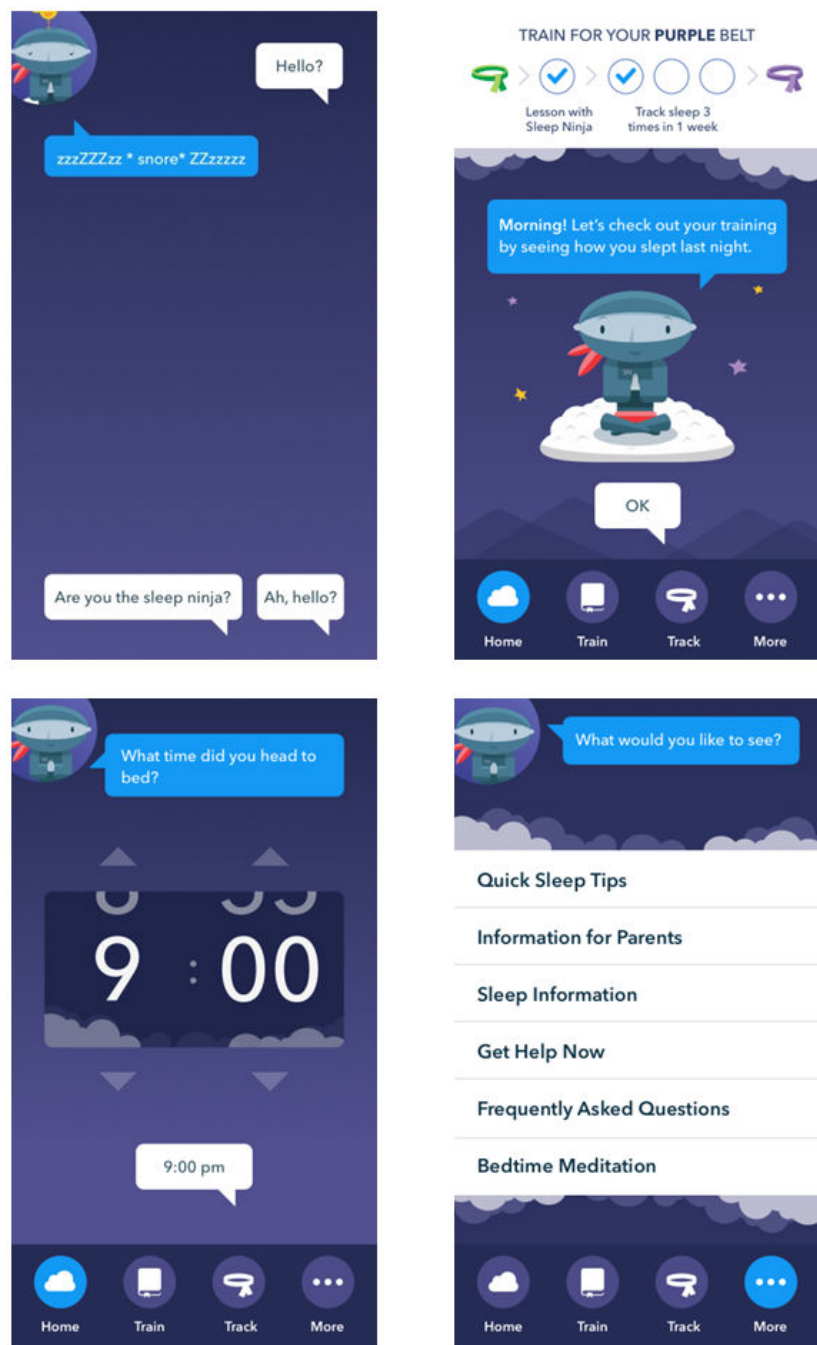 Hello?
zzzZZZzz * snore* ZZzzzzz
Are you the sleep ninja?
Ah, hello?
TRAIN FOR YOUR PURPLE BELT
Lesson with
Sleep Ninja
Track sleep 3
times in 1 week
Morning! Let's check out your training
by seeing how you slept last night.
SN
OK
Home
Train
Track
More
What time did you head to
bed?
9 : 00
9:00 pm
Home
Train
Track
More
What would you like to see?
Quick Sleep Tips
Information for Parents
Sleep Information
Get Help Now
Frequently Asked Questions
Bedtime Meditation
Home
Train
Track
More